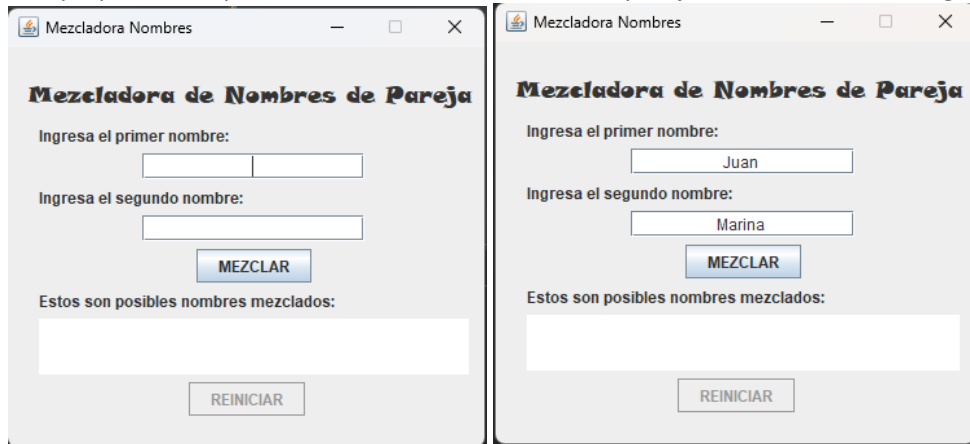 Mezcladora Nombres
Mezcladora de Nombres de Pareja
Ingresa el primer nombre:
Ingresa el segundo nombre:
MEZCLAR
Estos son posibles nombres mezclados:
REINICIAR
Mezcladora Nombres
Mezcladora de Nombres de Pareja
Ingresa el primer nombre:
Juan
Ingresa el segundo nombre:
Marina
MEZCLAR
Estos son posibles nombres mezclados:
REINICIAR